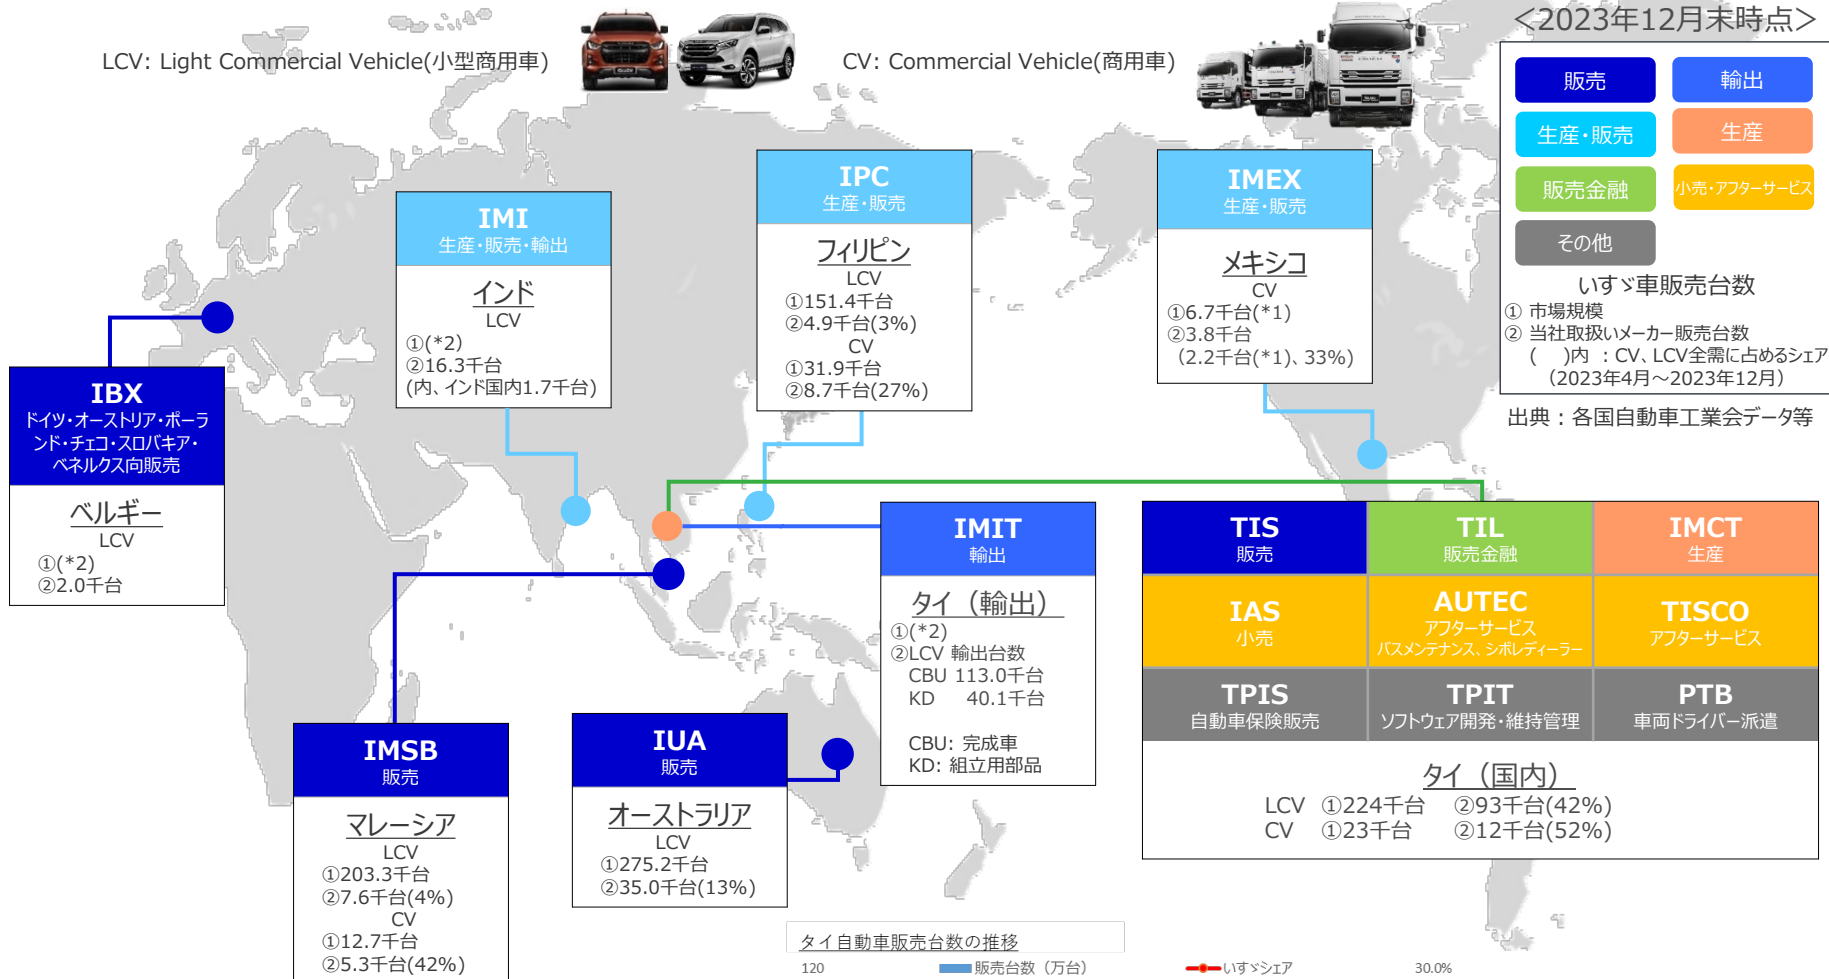 <2023年12月末時点>
LCV: Light Commercial Vehicle(小型商用車)
CV: Commercial Vehicle(商用車)
販売
輸出
生産・販売
生産
販売金融
小売・アフターサービス
その他
いすゞ車販売台数
① 市場規模
② 当社取扱いメーカー販売台数
( )内 : CV、LCV全需に占めるシェア
(2023年4月~2023年12月)
出典:各国自動車工業会データ等
IPC
生産・販売
フィリピン
LCV
①151.4千台
②4.9千台(3%)
CV
①31.9千台
②8.7千台(27%)
IMEX
生産・販売
メキシコ
CV
①6.7千台(*1)
②3.8千台
(2.2千台(*1)、33%)
IMI
生産・販売・輸出
インド
LCV
①(*2)
②16.3千台
(内、インド国内1.7千台)
IBX
ドイツ・オーストリア・ポーラ
ンド・チェコ・スロバキア・
ベネルクス向販売
ベルギー
LCV
①(*2)
②2.0千台
IMIT
輸出
タイ(輸出)
①(*2)
②LCV 輸出台数
CBU 113.0千台
KD 40.1千台
CBU: 完成車
KD: 組立用部品
TIS
販売
TIL
販売金融
IMCT
生産
IAS
小売
AUTEC
アフターサービス
バスメンテナンス、シボレディーラー
TISCO
アフターサービス
TPIS
自動車保険販売
TPIT
ソフトウェア開発・維持管理
PTB
車両ドライバー派遣
タイ(国内)
LCV ①224千台 ②93千台(42%)
CV ①23千台 ②12千台(52%)
IMSB
販売
マレーシア
LCV
①203.3千台
②7.6千台(4%)
CV
①12.7千台
②5.3千台(42%)
IUA
販売
オーストラリア
LCV
①275.2千台
②35.0千台(13%)
タイ自動車販売台数の推移
120 販売台数(万台) いすゞシェア 30.0%